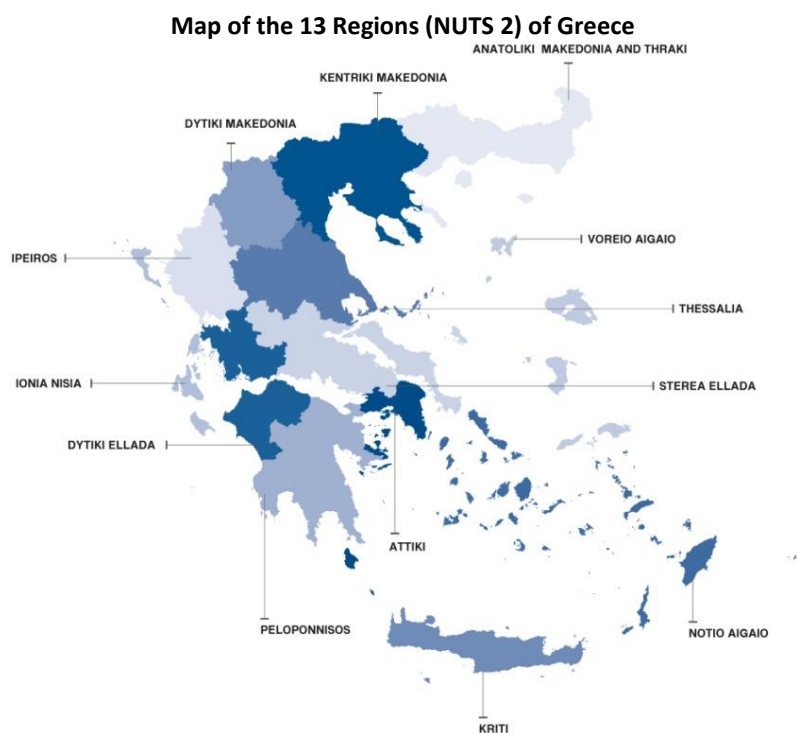 Map of the 13 Regions (NUTS 2) of Greece
ANATOLIKI MAKEDONIA AND THRAKI
KENTRIKI MAKEDONIA
DYTIKI MAKEDONIA
VOREIO AIGAIO
IPEIROS
THESSALIA
IONIA NISIA
STEREA ELLADA
DYTIKI ELLADA
ATTIKI
PELOPONNISOS
NOTIO AIGAIO
KRITI